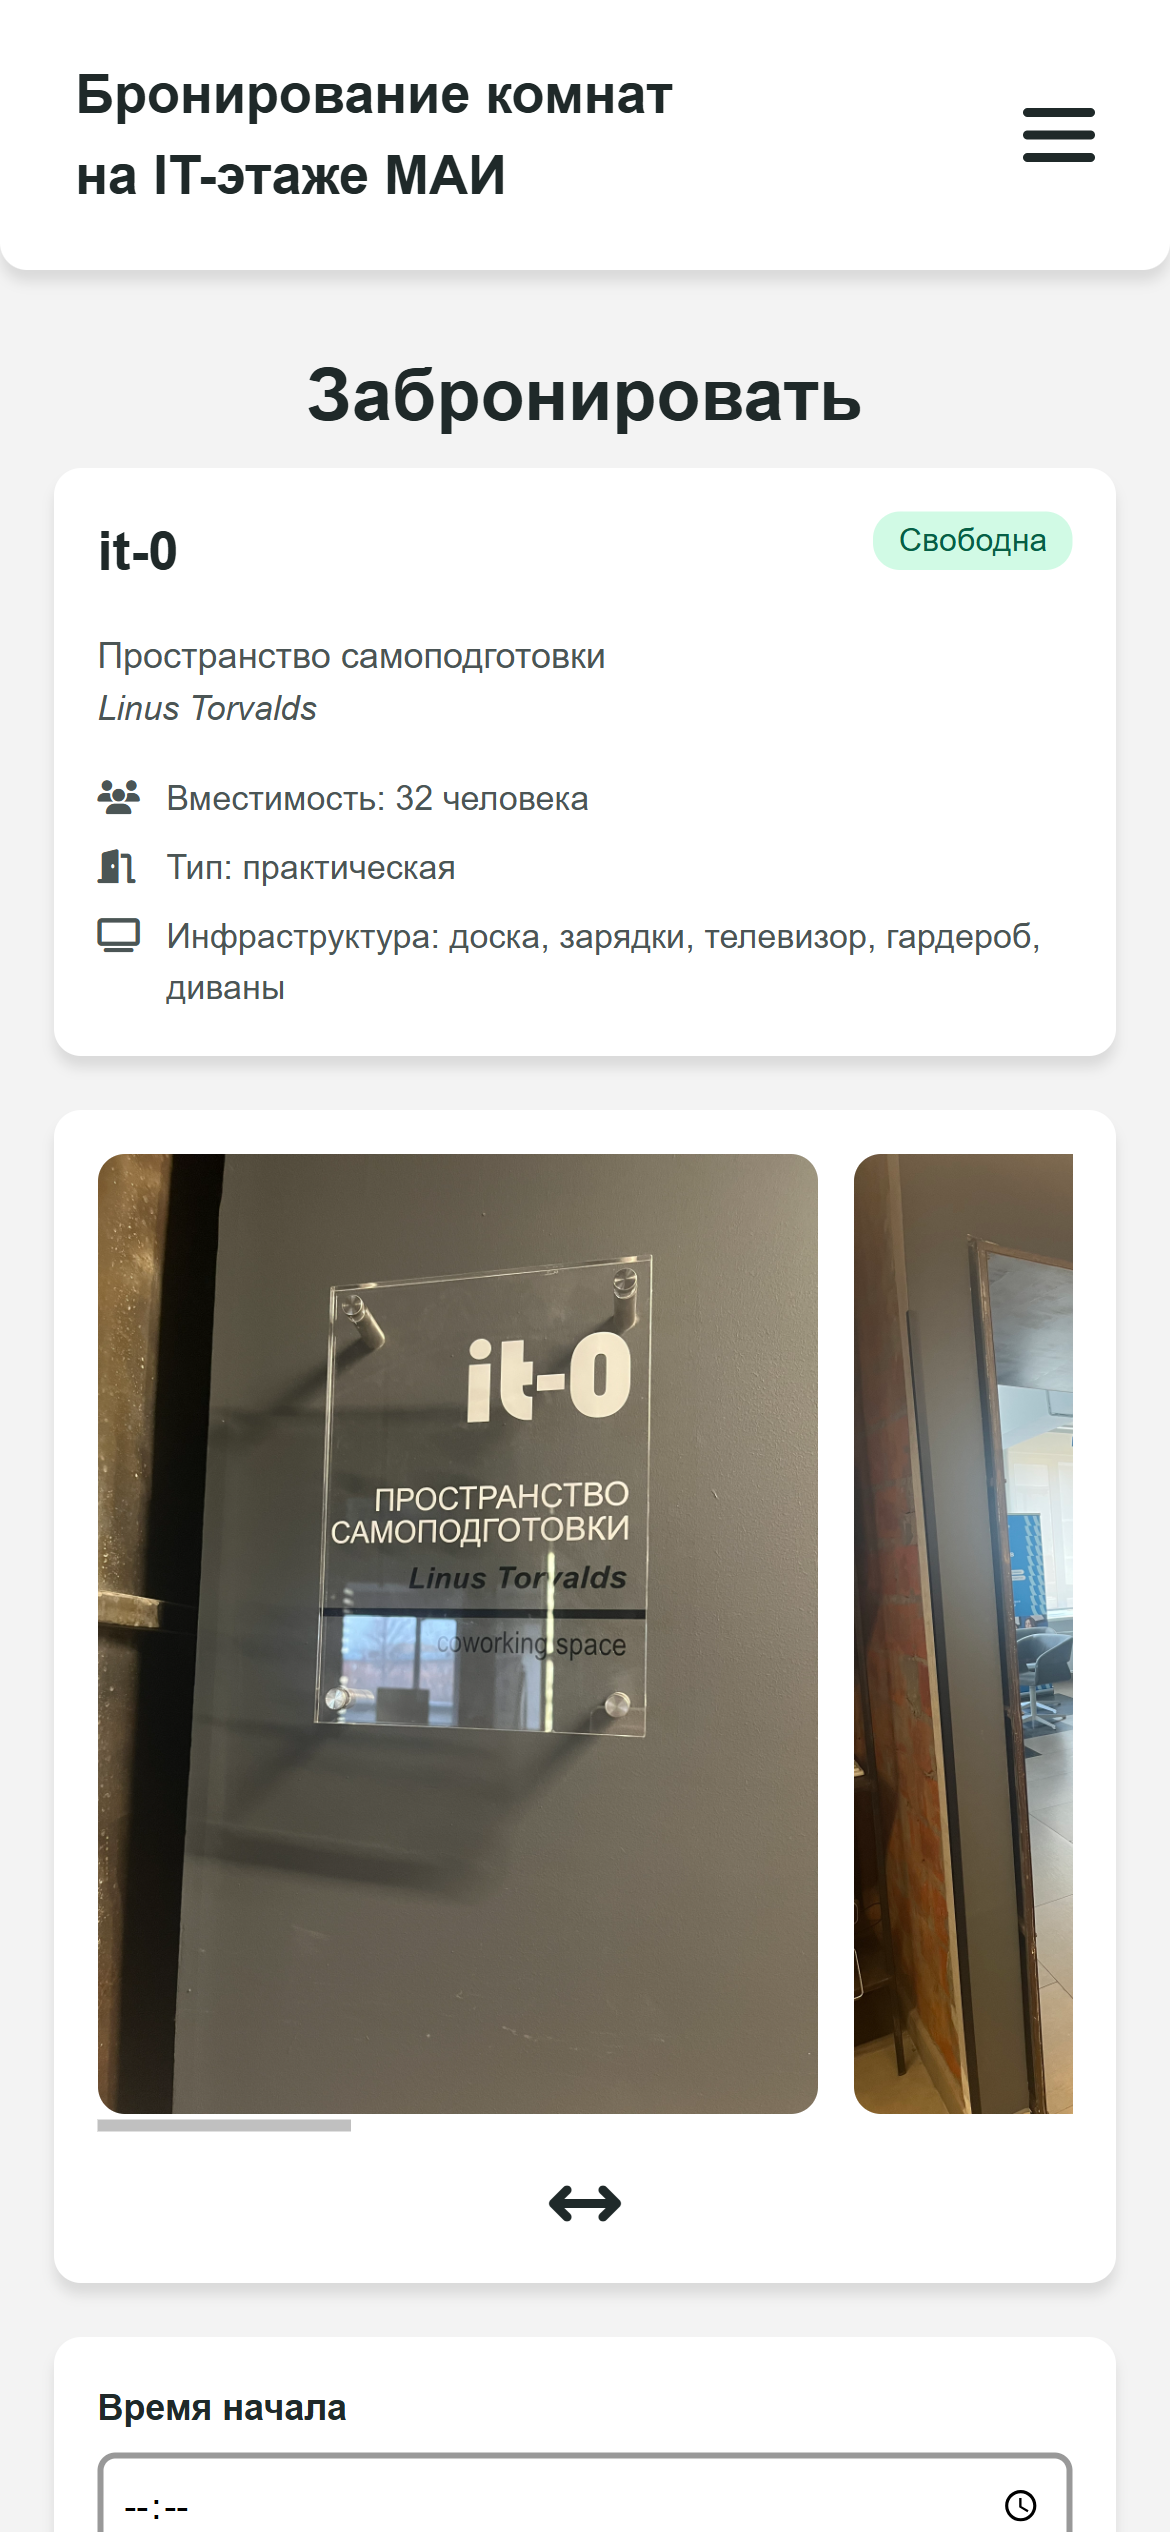 Бронирование комнат
на IT-этаже МАИ
Забронировать
it-0
Свободна
Пространство самоподготовки
Linus Torvalds
Вместимость: 32 человека
Тип: практическая
Инфраструктура: доска, зарядки, телевизор, гардероб,
диваны
it-0
ПРОСТРАНСТВО
САМОПОДГОТОВКИ
Linus Torvalds
coworking space
Время начала
--:--